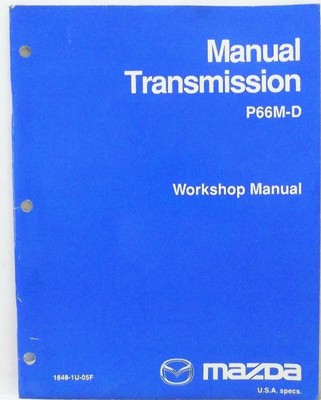 Manual
Transmission
P66M-D
Workshop Manual
1848-1U-05F
mazda
U.S.A. specs.